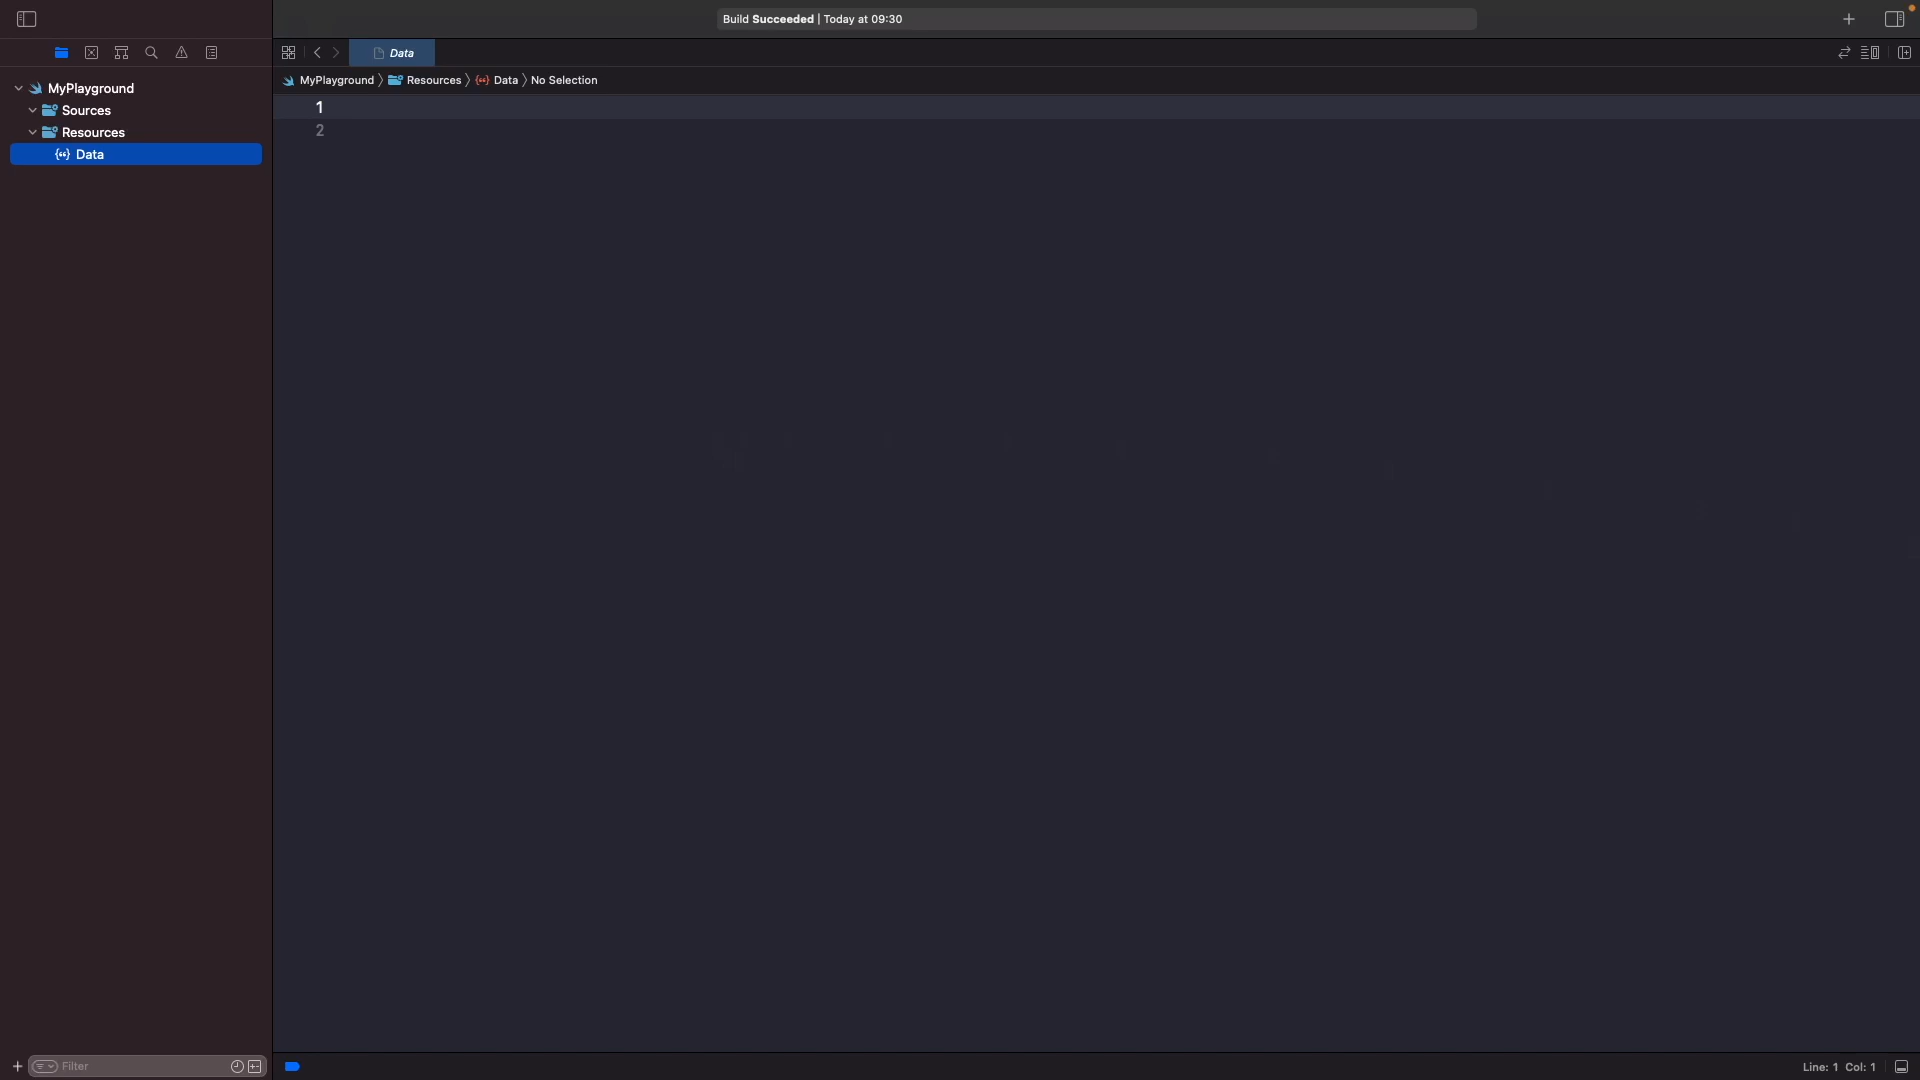 Build Succeeded | Today at 09:30
Data
MyPlayground
Resources
Data
No Selection
MyPlayground
Sources
Resources
Data
1
2
Filter
Line: 1 Col: 1